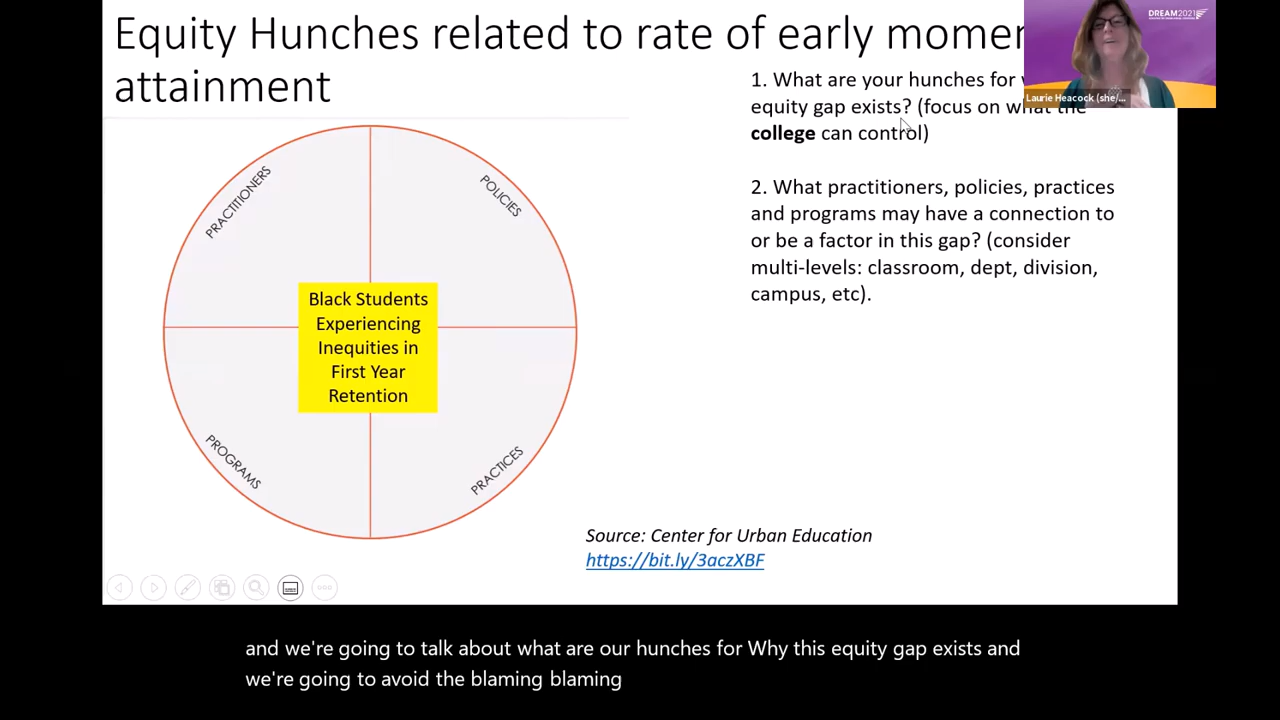 Equity Hunches related to rate of early
attainment
1. What are your hunches for
equity gap exists? (focus on what the
college can control)
2. What practitioners, policies, practices
and programs may have a connection to
or be a factor in this gap? (consider
multi-levels: classroom, dept, division,
campus, etc).
DREAM2021
Laurie Heacock (she/...
PRACTITIONERS
POLICIES
Black Students
Experiencing
Inequities in
First Year
Retention
PROGRAMS
PRACTICES
Source: Center for Urban Education
https://bit.ly/3aczXBF
and we're going to talk about what are our hunches for Why this equity gap exists and
we're going to avoid the blaming blaming